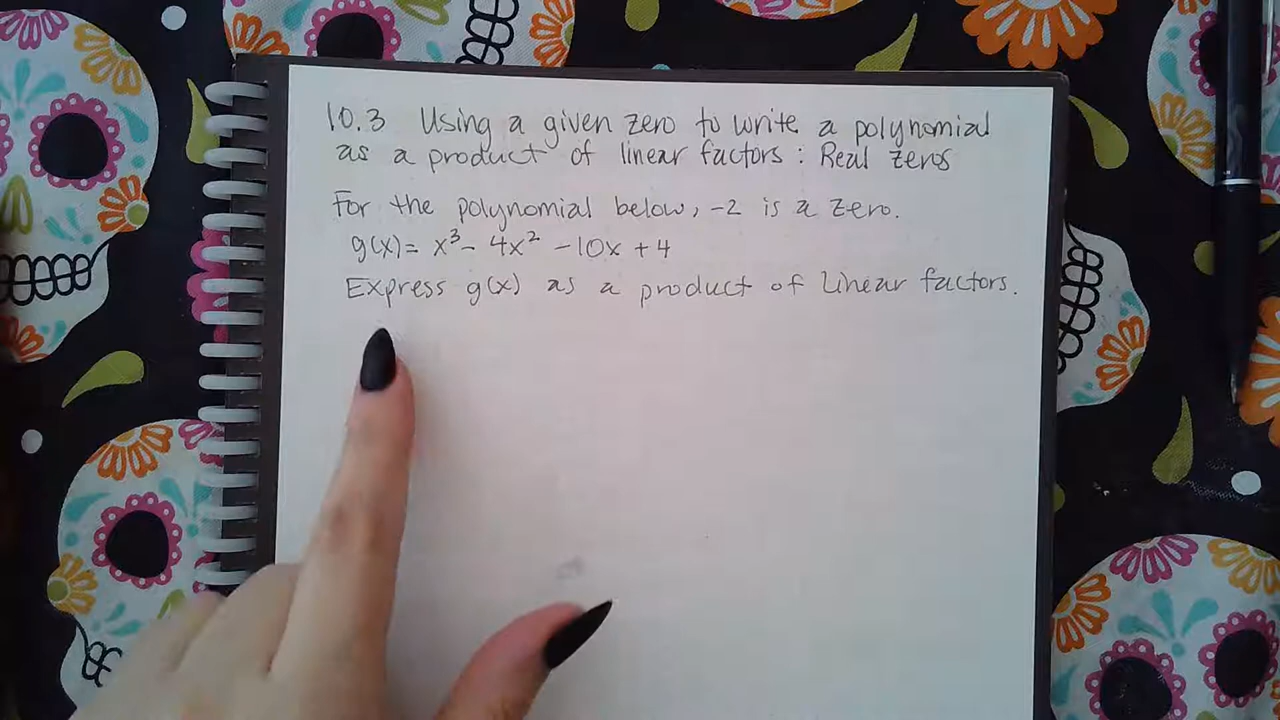 10.3 Using a given zero to write a polynomial
as a product of linear factors: Real zeros
For the polynomial below, -2 is a zero.
g(x)= x³- 4x² -10x +4
Express g(x) as a product of linear factors.